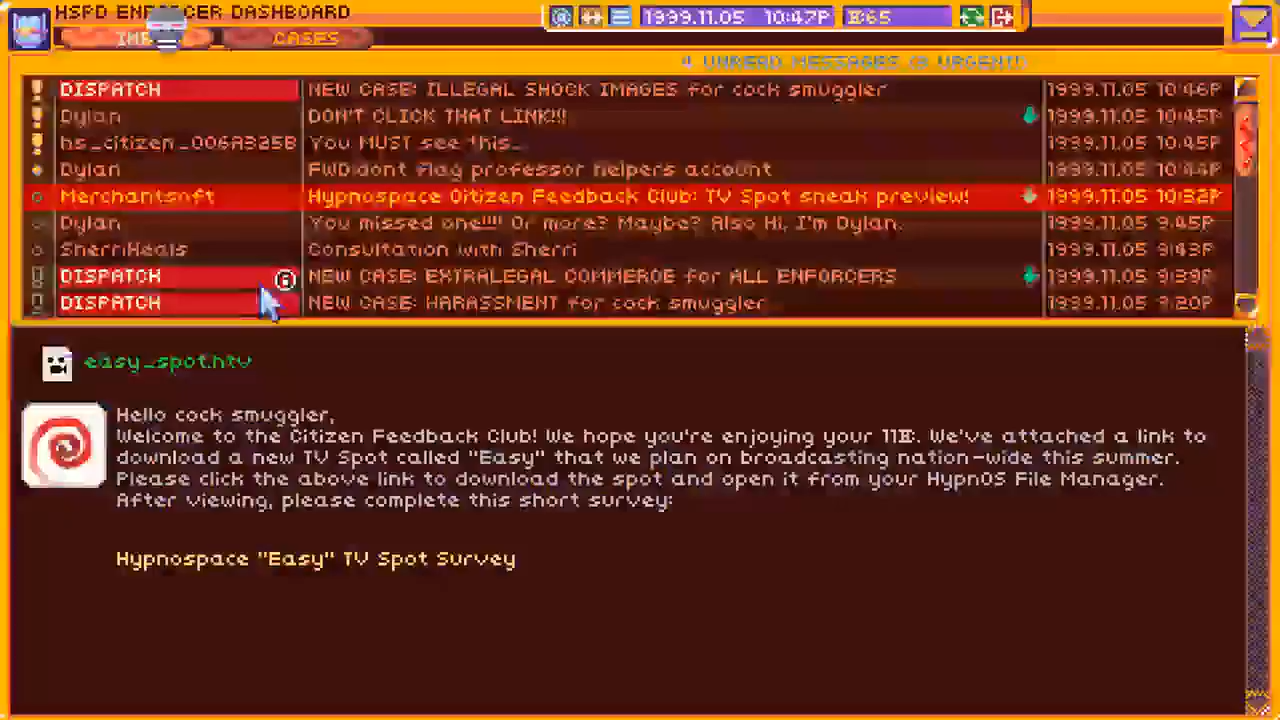 HSPD ENFORCER DASHBOARD
1999.11.05 10:47P
65
CASES
4 UNREAD MESSAGES (3 URGENT)
DISPATCH NEW CASE: ILLEGAL SHOCK IMAGES for cock smuggler 1999.11.05 10:46P
Dylan DON'T CLICK THAT LINK!!! 1999.11.05 10:45P
hs_citizen_006A325B You MUST see this... 1999.11.05 10:45P
Dylan FWD:dont flag professor helpers account 1999.11.05 10:44P
Merchantsoft Hypnospace Citizen Feedback Club: TV Spot sneak preview! 1999.11.05 10:32P
Dylan You missed one!!!! Or more? Maybe? Also Hi, I'm Dylan. 1999.11.05 9:45P
SherriHeals Consultation with Sherri 1999.11.05 9:43P
DISPATCH NEW CASE: EXTRALEGAL COMMERCE for ALL ENFORCERS 1999.11.05 9:39P
DISPATCH NEW CASE: HARASSMENT for cock smuggler 1999.11.05 9:20P
easy_spot.htv
Hello cock smuggler,
Welcome to the Citizen Feedback Club! We hope you're enjoying your 11. We've attached a link to
download a new TV Spot called "Easy" that we plan on broadcasting nation-wide this summer.
Please click the above link to download the spot and open it from your HypnOS File Manager.
After viewing, please complete this short survey:
Hypnospace "Easy" TV Spot Survey